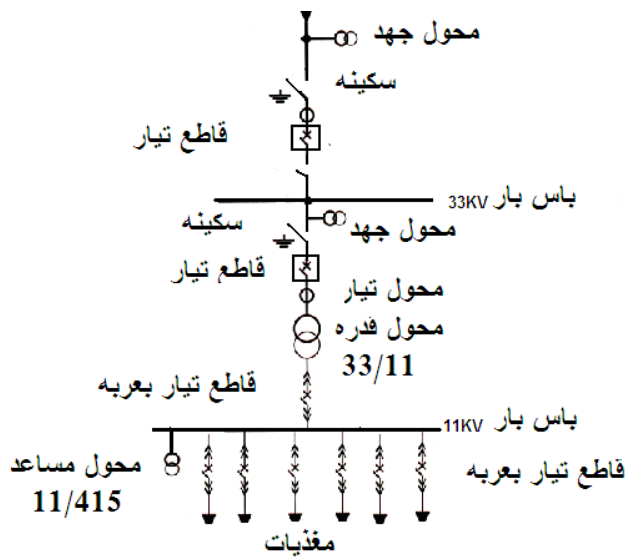 محول جهد
سكينه
قاطع تيار
33KV باس بار
سكينه
محول جهد
قاطع تيار
محول تيار
محول قدره
33/11
قاطع تيار بعربه
11KV باس بار
محول مساعد
11/415
قاطع تيار بعربه
مغذيات